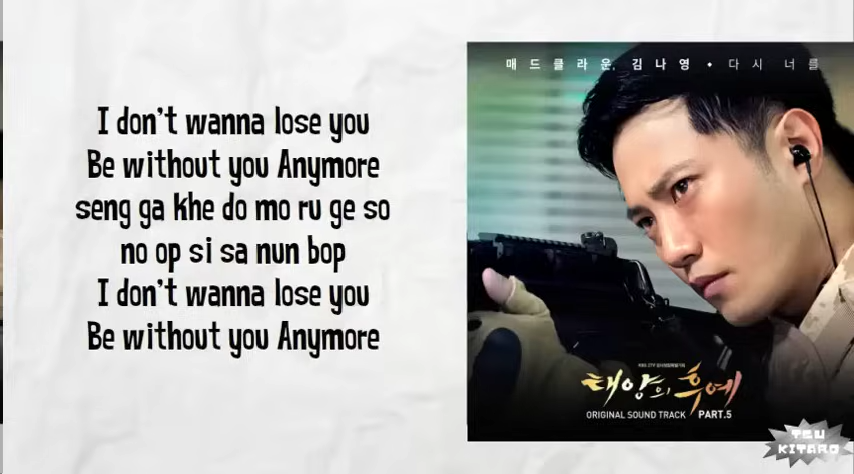 I don't wanna lose you
Be without you Anymore
seng ga khe do mo ru ge so
no op si sa nun bop
I don't wanna lose you
Be without you Anymore
매드클라운, 김나영 • 다시 너를
태양의 후예
ORIGINAL SOUND TRACK PART.5
TEU
KITARO